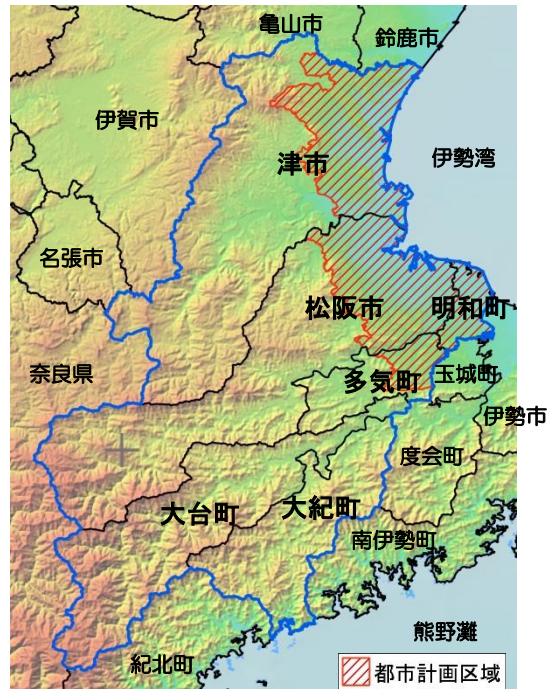 亀山市
鈴鹿市
伊賀市
津市
伊勢湾
名張市
松阪市
明和町
奈良県
多気町
玉城町
伊勢市
度会町
大台町
大紀町
南伊勢町
熊野灘
紀北町
都市計画区域